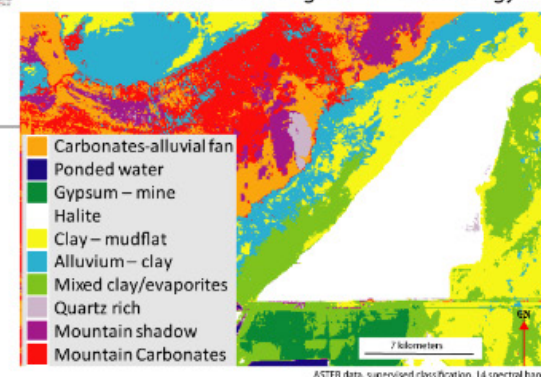 Carbonates-alluvial fan
Ponded water
Gypsum – mine
Halite
Clay – mudflat
Alluvium – clay
Mixed clay/evaporites
Quartz rich
Mountain shadow
Mountain Carbonates
7 kilometers
ASTER data, supervised classification, 14 spectral